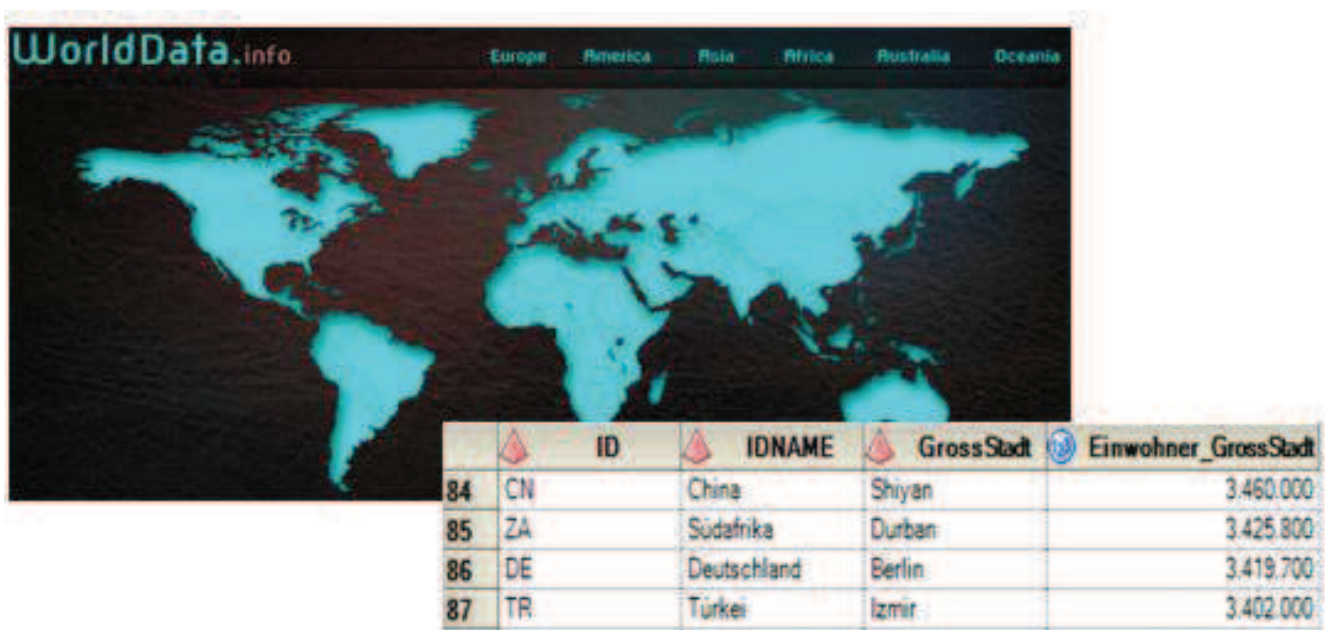 WorldData.info Europe America Asia Africa Australia Oceania
ID IDNAME GrossStadt Einwohner_GrossStadt
84 CN China Shiyan 3.460.000
85 ZA Südafrika Durban 3.425.800
86 DE Deutschland Berlin 3.419.700
87 TR Türkei Izmir 3.402.000